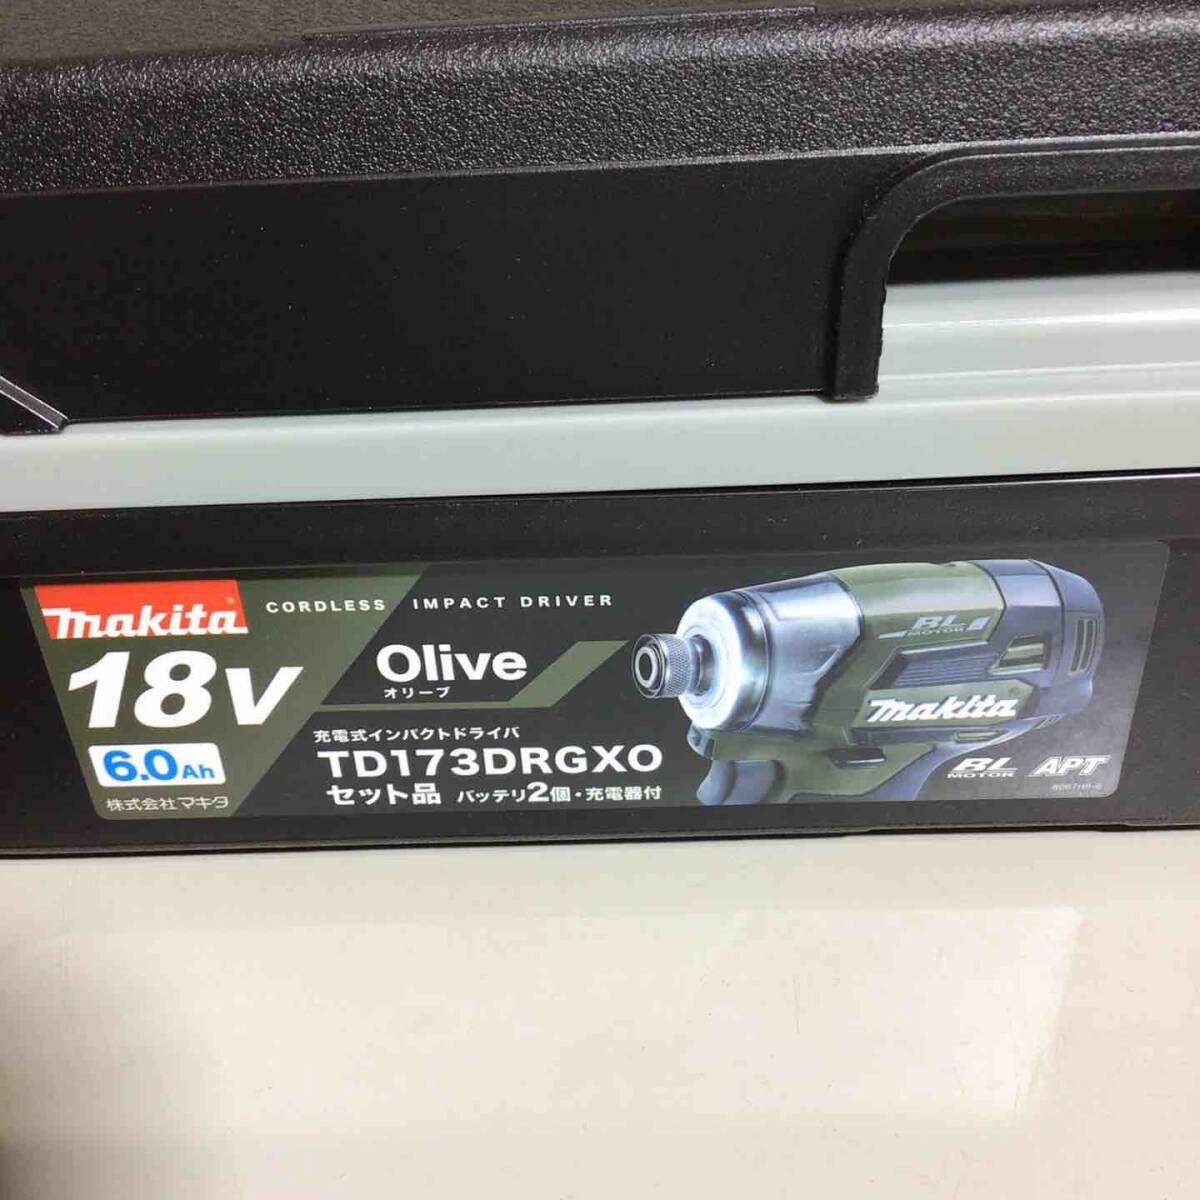 makita
CORDLESS IMPACT DRIVER
18V
Olive
オリーブ
6.0Ah
株式会社マキタ
充電式インパクトドライバ
TD173DRGXO
セット品 バッテリ2個・充電器付
BL
MOTOR
makita
BL
MOTOR
APT